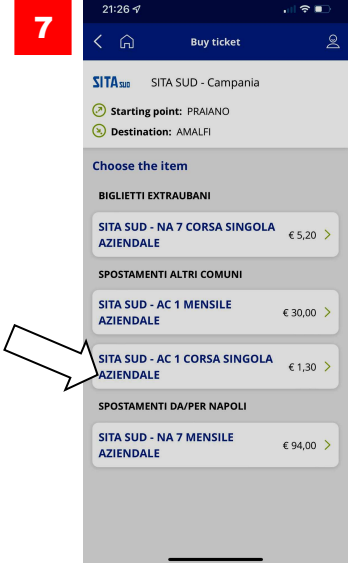 7
21:26
Buy ticket
SITA SUD SITA SUD - Campania
Starting point: PRAIANO
Destination: AMALFI
Choose the item
BIGLIETTI EXTRAUBANI
SITA SUD - NA 7 CORSA SINGOLA
AZIENDALE
€ 5,20
SPOSTAMENTI ALTRI COMUNI
SITA SUD - AC 1 MENSILE
AZIENDALE
€ 30,00
SITA SUD - AC 1 CORSA SINGOLA
AZIENDALE
€ 1,30
SPOSTAMENTI DA/PER NAPOLI
SITA SUD - NA 7 MENSILE
AZIENDALE
€ 94,00